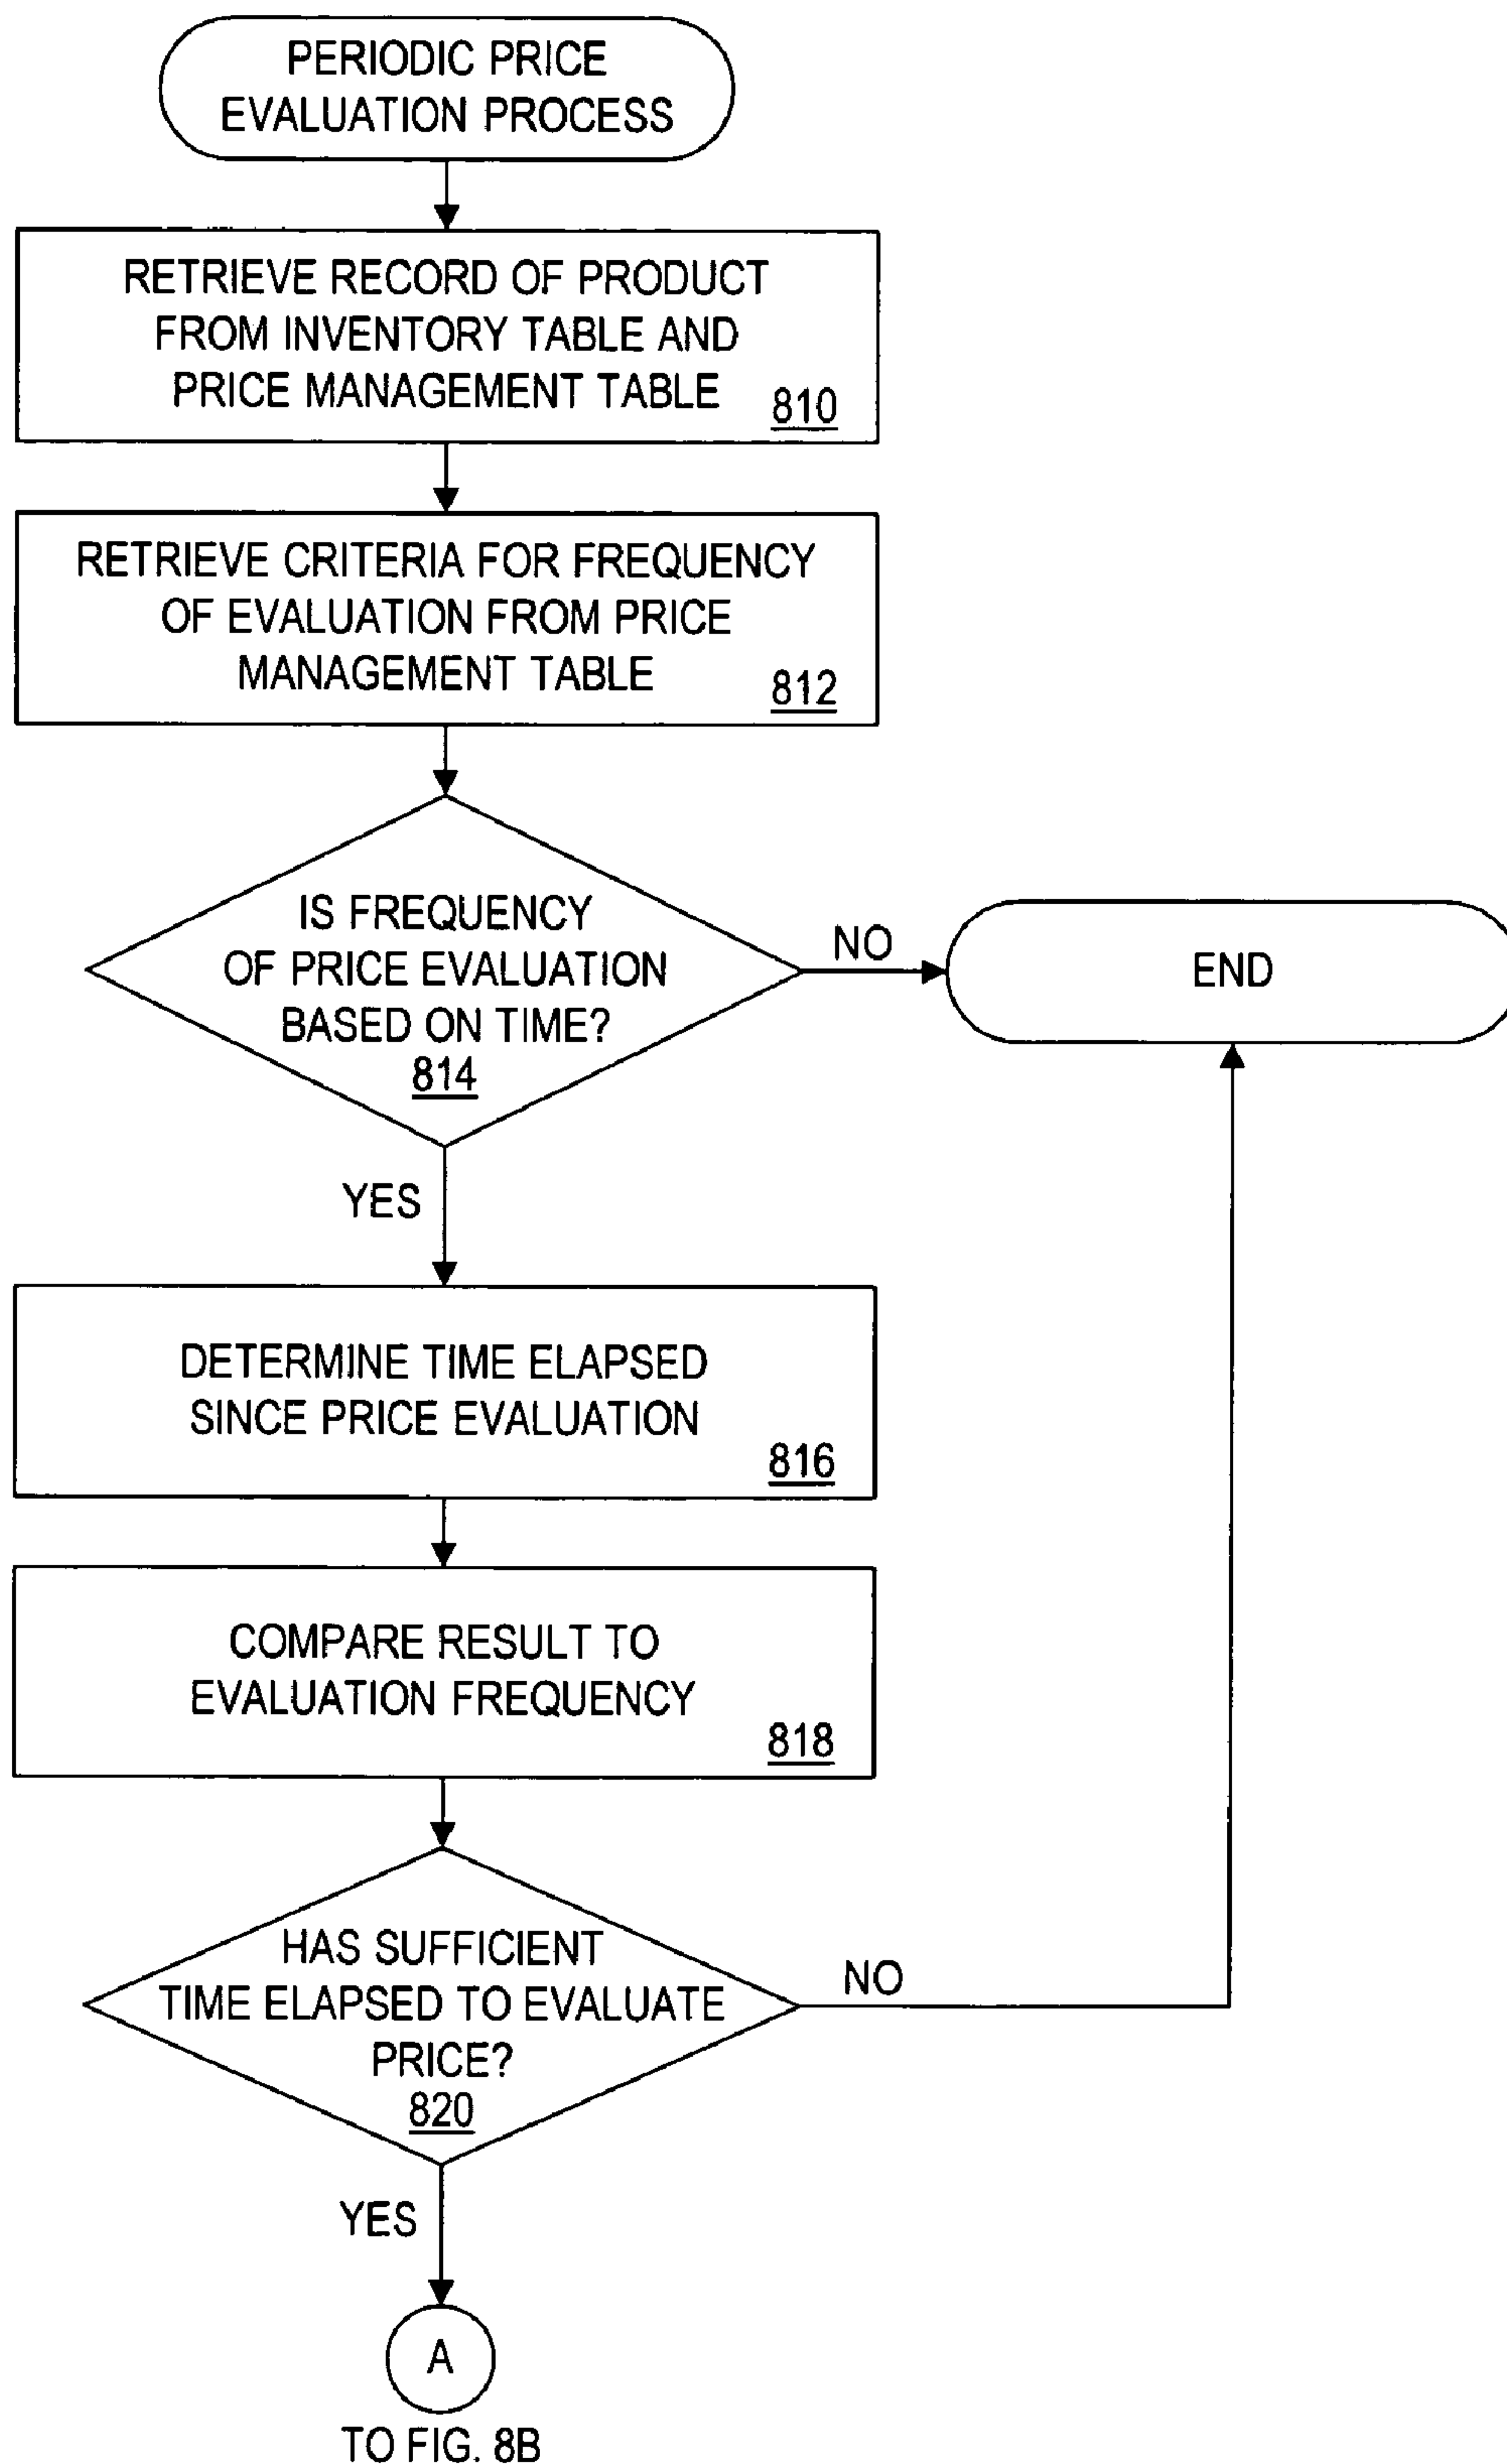 PERIODIC PRICE
EVALUATION PROCESS
RETRIEVE RECORD OF PRODUCT
FROM INVENTORY TABLE AND
PRICE MANAGEMENT TABLE
810
RETRIEVE CRITERIA FOR FREQUENCY
OF EVALUATION FROM PRICE
MANAGEMENT TABLE
812
IS FREQUENCY
OF PRICE EVALUATION
BASED ON TIME?
814
NO
END
YES
DETERMINE TIME ELAPSED
SINCE PRICE EVALUATION
816
COMPARE RESULT TO
EVALUATION FREQUENCY
818
HAS SUFFICIENT
TIME ELAPSED TO EVALUATE
PRICE?
820
NO
YES
A
TO FIG. 8B